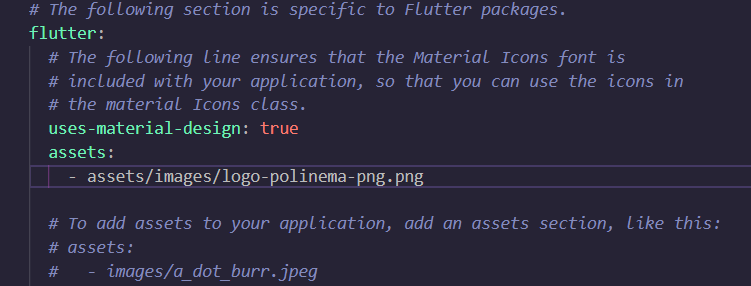 # The following section is specific to Flutter packages.
flutter:
# The following line ensures that the Material Icons font is
# included with your application, so that you can use the icons in
# the material Icons class.
uses-material-design: true
assets:
- assets/images/logo-polinema-png.png
# To add assets to your application, add an assets section, like this:
# assets:
#   - images/a_dot_burr.jpeg